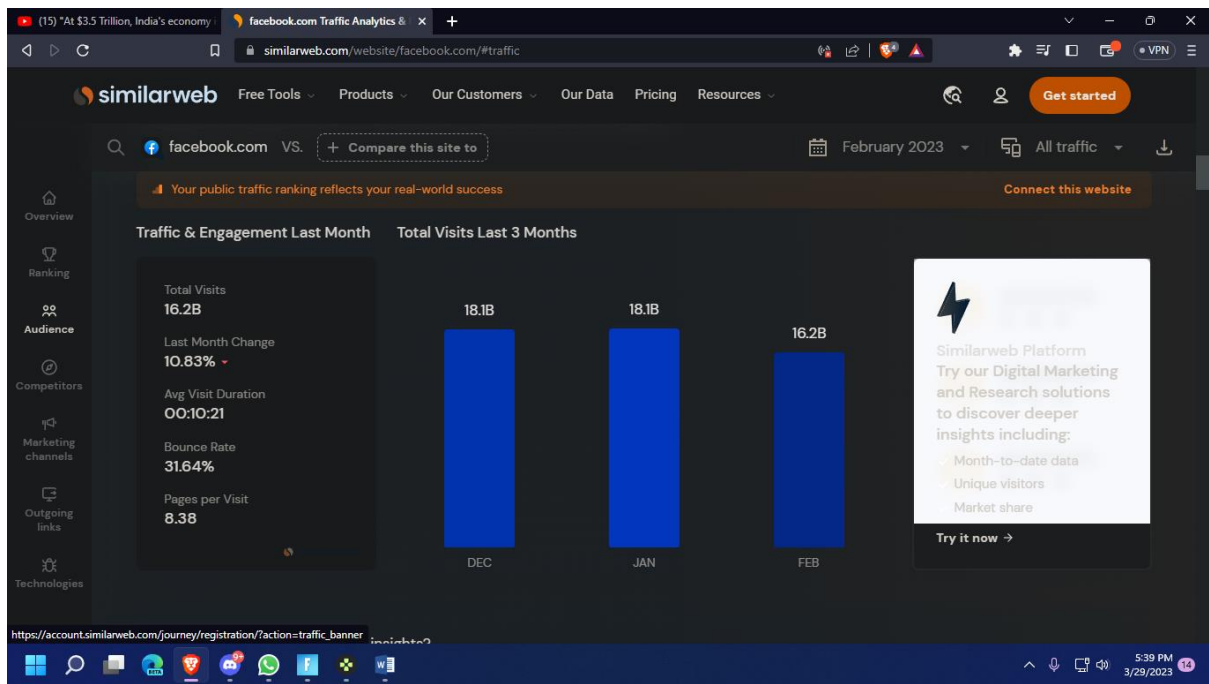 (15) "At $3.5 Trillion, India's economy i
facebook.com Traffic Analytics &
similarweb.com/website/facebook.com/#traffic
VPN
similarweb
Free Tools
Products
Our Customers
Our Data
Pricing
Resources
Get started
facebook.com VS.
+ Compare this site to
February 2023
All traffic
Overview
Ranking
Audience
Competitors
Marketing
channels
Outgoing
links
Technologies
Your public traffic ranking reflects your real-world success
Connect this website
Traffic & Engagement Last Month
Total Visits
16.2B
Last Month Change
10.83%
Avg Visit Duration
00:10:21
Bounce Rate
31.64%
Pages per Visit
8.38
Total Visits Last 3 Months
18.1B
18.1B
16.2B
DEC
JAN
FEB
Similarweb Platform
Try our Digital Marketing
and Research solutions
to discover deeper
insights including:
Month-to-date data
Unique visitors
Market share
Try it now →
https://account.similarweb.com/journey/registration/?action=traffic_banner
insights?
BETA
9+
5:39 PM
3/29/2023
14